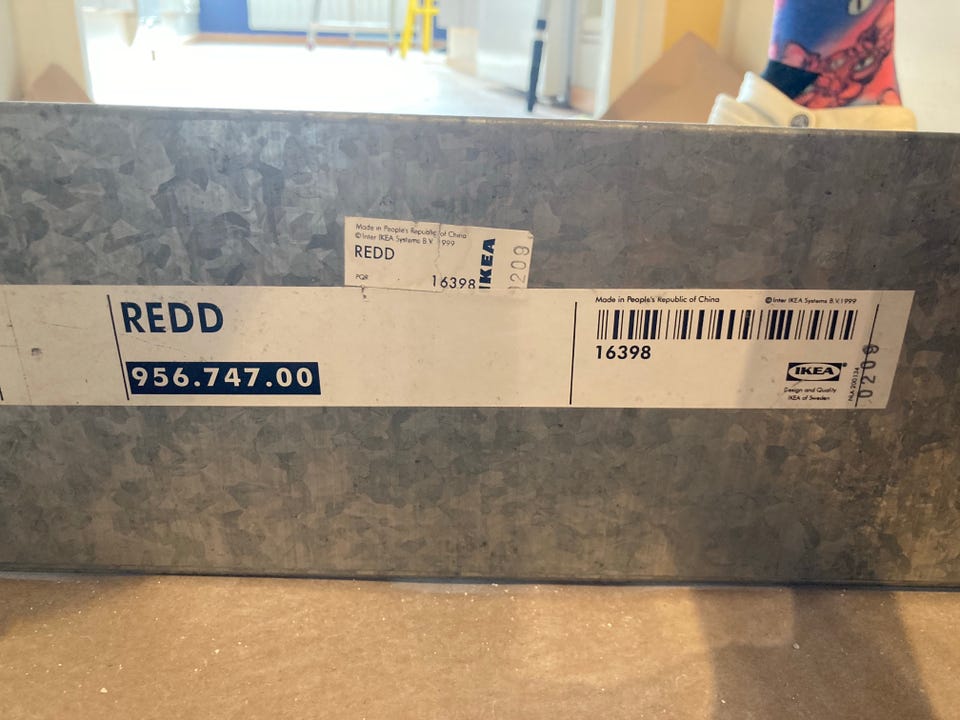 Made in People's Republic of China
© Inter IKEA Systems B.V. 1999
REDD
PQR
16398
IKEA
0209
REDD
956.747.00
Made in People's Republic of China
© Inter IKEA Systems B.V. 1999
16398
IKEA®
Design and Quality
IKEA of Sweden
0209